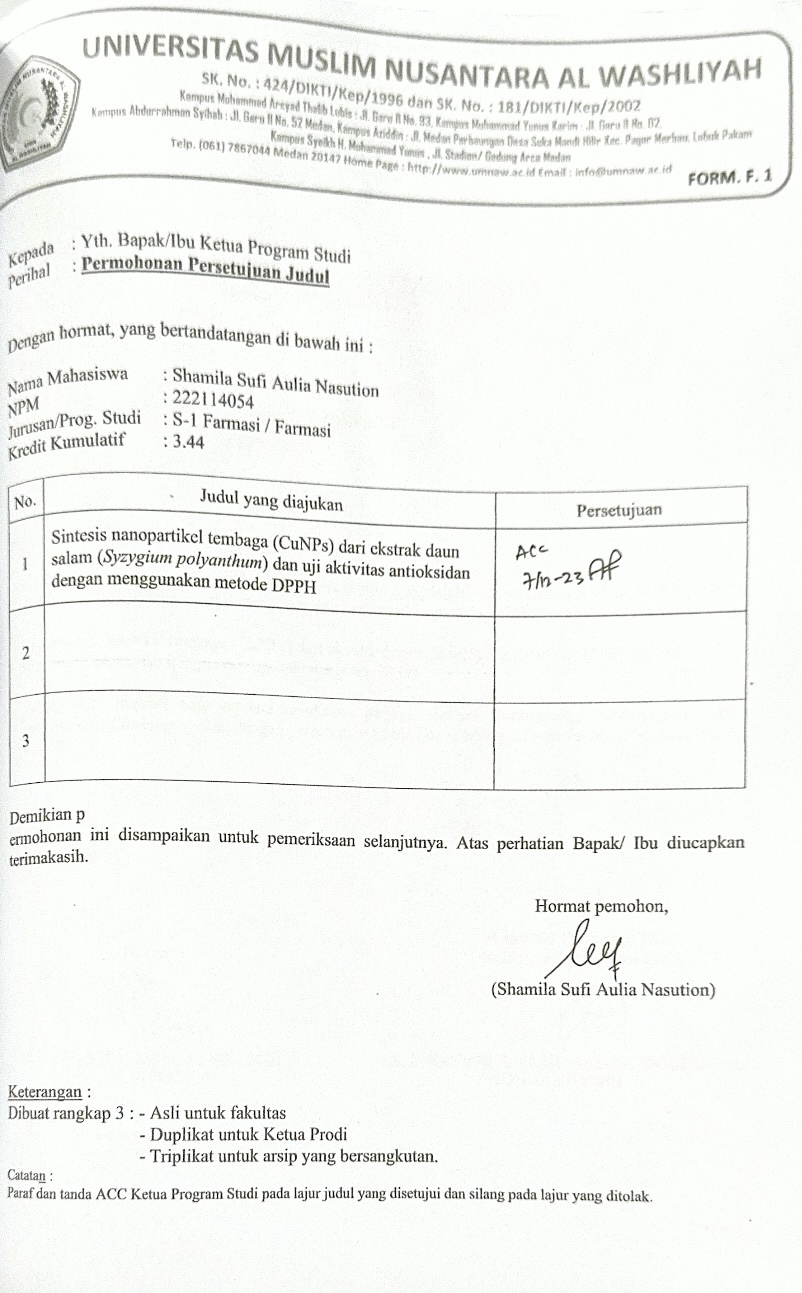 UNIVERSITAS MUSLIM NUSANTARA AL WASHLIYAH
SK. No. : 424/DIKTI/Kep/1996 dan SK. No. : 181/DIKTI/Kep/2002
Kampus Muhammad Arsyad Thalib Lubis : Jl. Garu II No. 93, Kampus Muhammad Yunus Karim : Jl. Garu II No. 02,
Kampus Abdurrahman Syihab : Jl. Garu II No. 52 Medan, Kampus Aziddin : Jl. Medan Perbaungan Desa Suka Mandi Hilir Kec. Pagar Merbau, Lubuk Pakam
Kampus Syeikh H. Muhammad Yunus , Jl. Stadion/ Gedung Arca Medan
Telp. (061) 7867044 Medan 20147 Home Page : http://www.umnaw.ac.id Email : info@umnaw.ac.id
FORM. F. 1
Kepada : Yth. Bapak/Ibu Ketua Program Studi
Perihal : Permohonan Persetujuan Judul
Dengan hormat, yang bertandatangan di bawah ini :
Nama Mahasiswa : Shamila Sufi Aulia Nasution
NPM : 222114054
Jurusan/Prog. Studi : S-1 Farmasi / Farmasi
Kredit Kumulatif : 3.44
No. Judul yang diajukan Persetujuan
1 Sintesis nanopartikel tembaga (CuNPs) dari ekstrak daun
salam (Syzygium polyanthum) dan uji aktivitas antioksidan
dengan menggunakan metode DPPH
ACC
7/12-23
2
3
Demikian p
ermohonan ini disampaikan untuk pemeriksaan selanjutnya. Atas perhatian Bapak/ Ibu diucapkan
terimakasih.
Hormat pemohon,
(Shamila Sufi Aulia Nasution)
Keterangan :
Dibuat rangkap 3 : - Asli untuk fakultas
- Duplikat untuk Ketua Prodi
- Triplikat untuk arsip yang bersangkutan.
Catatan :
Paraf dan tanda ACC Ketua Program Studi pada lajur judul yang disetujui dan silang pada lajur yang ditolak.